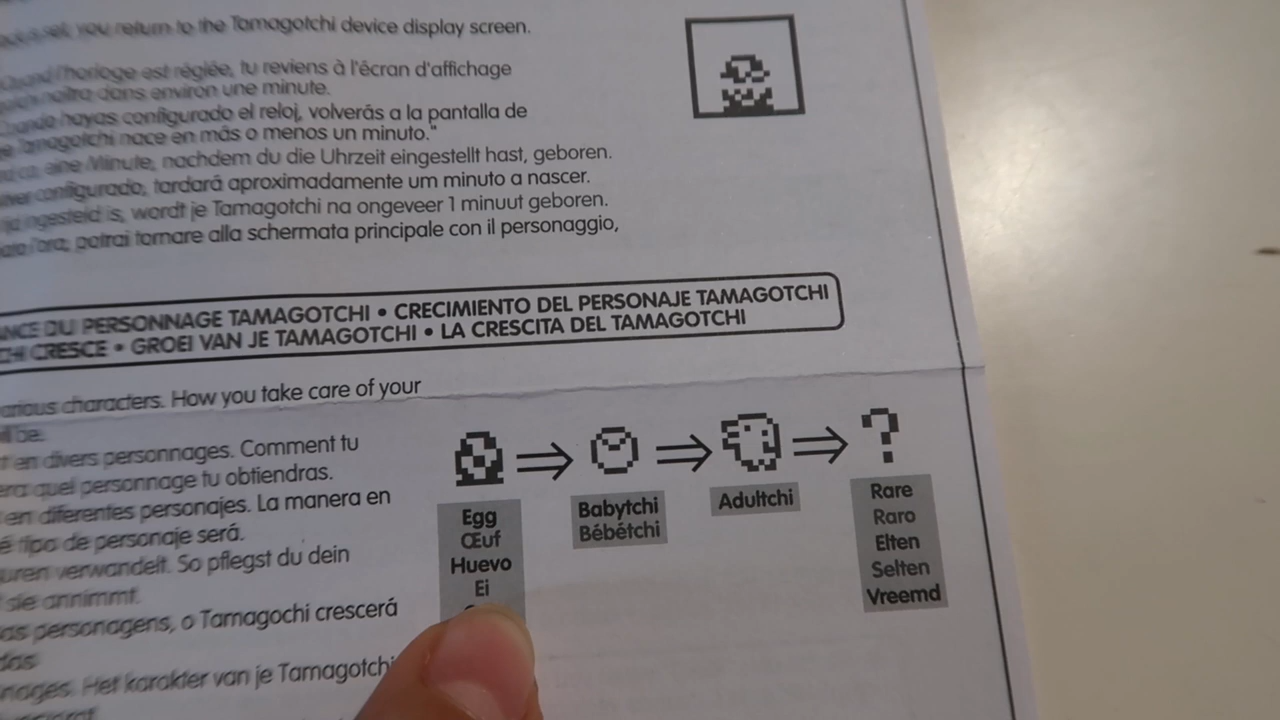 you return to the Tamagotchi device display screen.
Quand l'horloge est réglée, tu reviens à l'écran d'affichage
dans environ une minute.
hayas configurado el reloj, volverás a la pantalla de
Tamagotchi nace en más o menos un minuto."
eine Minute, nachdem du die Uhrzeit eingestellt hast, geboren.
configurado, tardará aproximadamente um minuto a nascer.
ingesteld is, wordt je Tamagotchi na ongeveer 1 minuut geboren.
l'ora, potrai tornare alla schermata principale con il personaggio,
DU PERSONNAGE TAMAGOTCHI • CRECIMIENTO DEL PERSONAJE TAMAGOTCHI
CRESCE • GROEI VAN JE TAMAGOTCHI • LA CRESCITA DEL TAMAGOTCHI
various characters. How you take care of your
be.
en divers personnages. Comment tu
quel personnage tu obtiendras.
en diferentes personajes. La manera en
tipo de personaje será.
verwandelt. So pflegst du dein
sie annimmt.
personagens, o Tamagochi crescerá
Het karakter van je Tamagotchi
?
Egg
Œuf
Huevo
Ei
Babytchi
Bébétchi
Adultchi
Rare
Raro
Elten
Selten
Vreemd